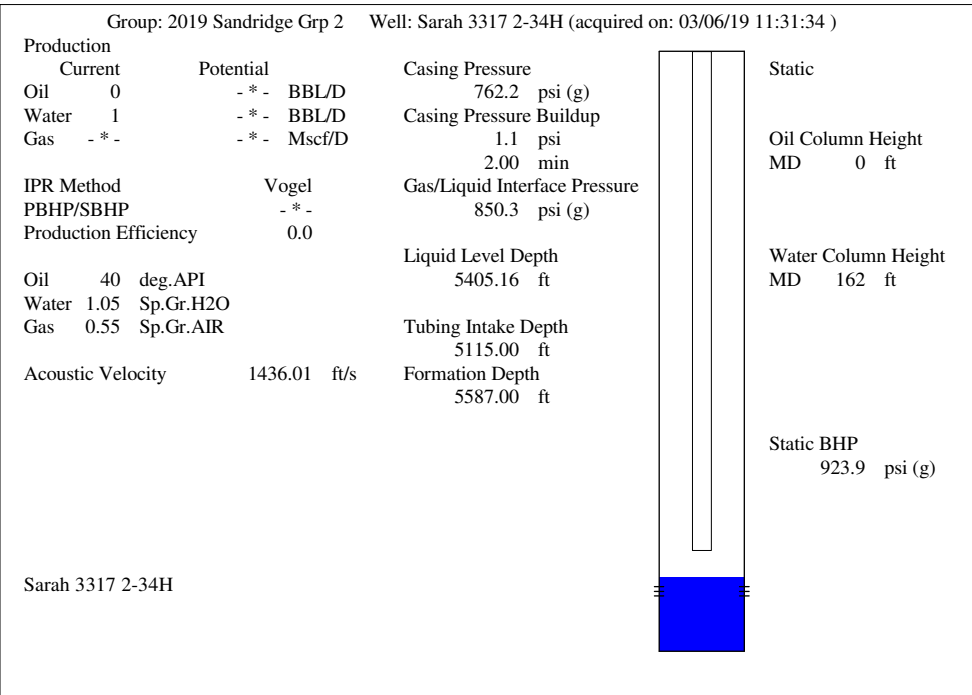 Group: 2019 Sandridge Grp 2 Well: Sarah 3317 2-34H (acquired on: 03/06/19 11:31:34 )
Production
Current Potential
Oil 0 - * - BBL/D
Water 1 - * - BBL/D
Gas - * - - * - Mscf/D
IPR Method Vogel
PBHP/SBHP - * -
Production Efficiency 0.0
Oil 40 deg.API
Water 1.05 Sp.Gr.H2O
Gas 0.55 Sp.Gr.AIR
Acoustic Velocity 1436.01 ft/s
Casing Pressure
762.2 psi (g)
Casing Pressure Buildup
1.1 psi
2.00 min
Gas/Liquid Interface Pressure
850.3 psi (g)
Liquid Level Depth
5405.16 ft
Tubing Intake Depth
5115.00 ft
Formation Depth
5587.00 ft
Static
Oil Column Height
MD 0 ft
Water Column Height
MD 162 ft
Static BHP
923.9 psi (g)
Sarah 3317 2-34H